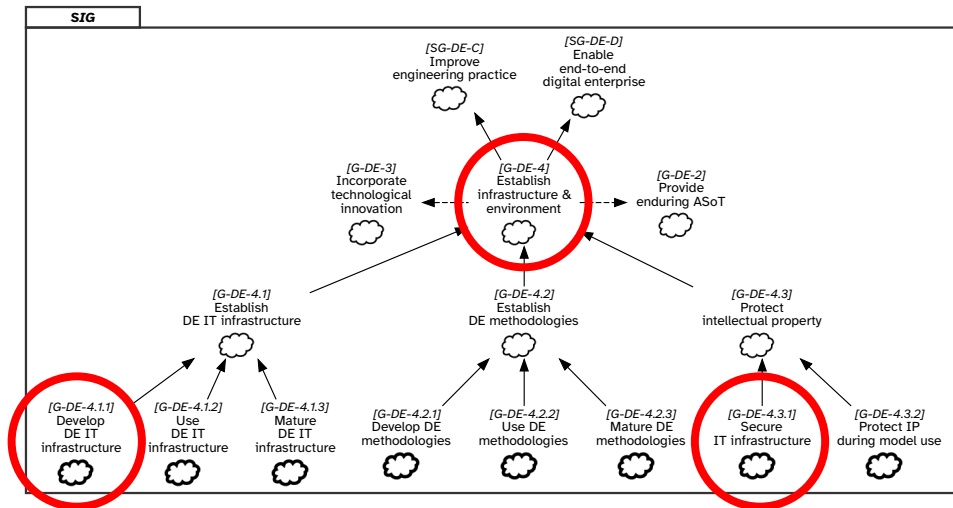 SIG
[SG-DE-C]
Improve
engineering practice
[SG-DE-D]
Enable
end-to-end
digital enterprise
[G-DE-3]
Incorporate
technological
innovation
[G-DE-4]
Establish
infrastructure &
environment
[G-DE-2]
Provide
enduring ASoT
[G-DE-4.1]
Establish
DE IT infrastructure
[G-DE-4.2]
Establish
DE methodologies
[G-DE-4.3]
Protect
intellectual property
[G-DE-4.1.1]
Develop
DE IT
infrastructure
[G-DE-4.1.2]
Use
DE IT
infrastructure
[G-DE-4.1.3]
Mature
DE IT
infrastructure
[G-DE-4.2.1]
Develop DE
methodologies
[G-DE-4.2.2]
Use DE
methodologies
[G-DE-4.2.3]
Mature DE
methodologies
[G-DE-4.3.1]
Secure
IT infrastructure
[G-DE-4.3.2]
Protect IP
during model use